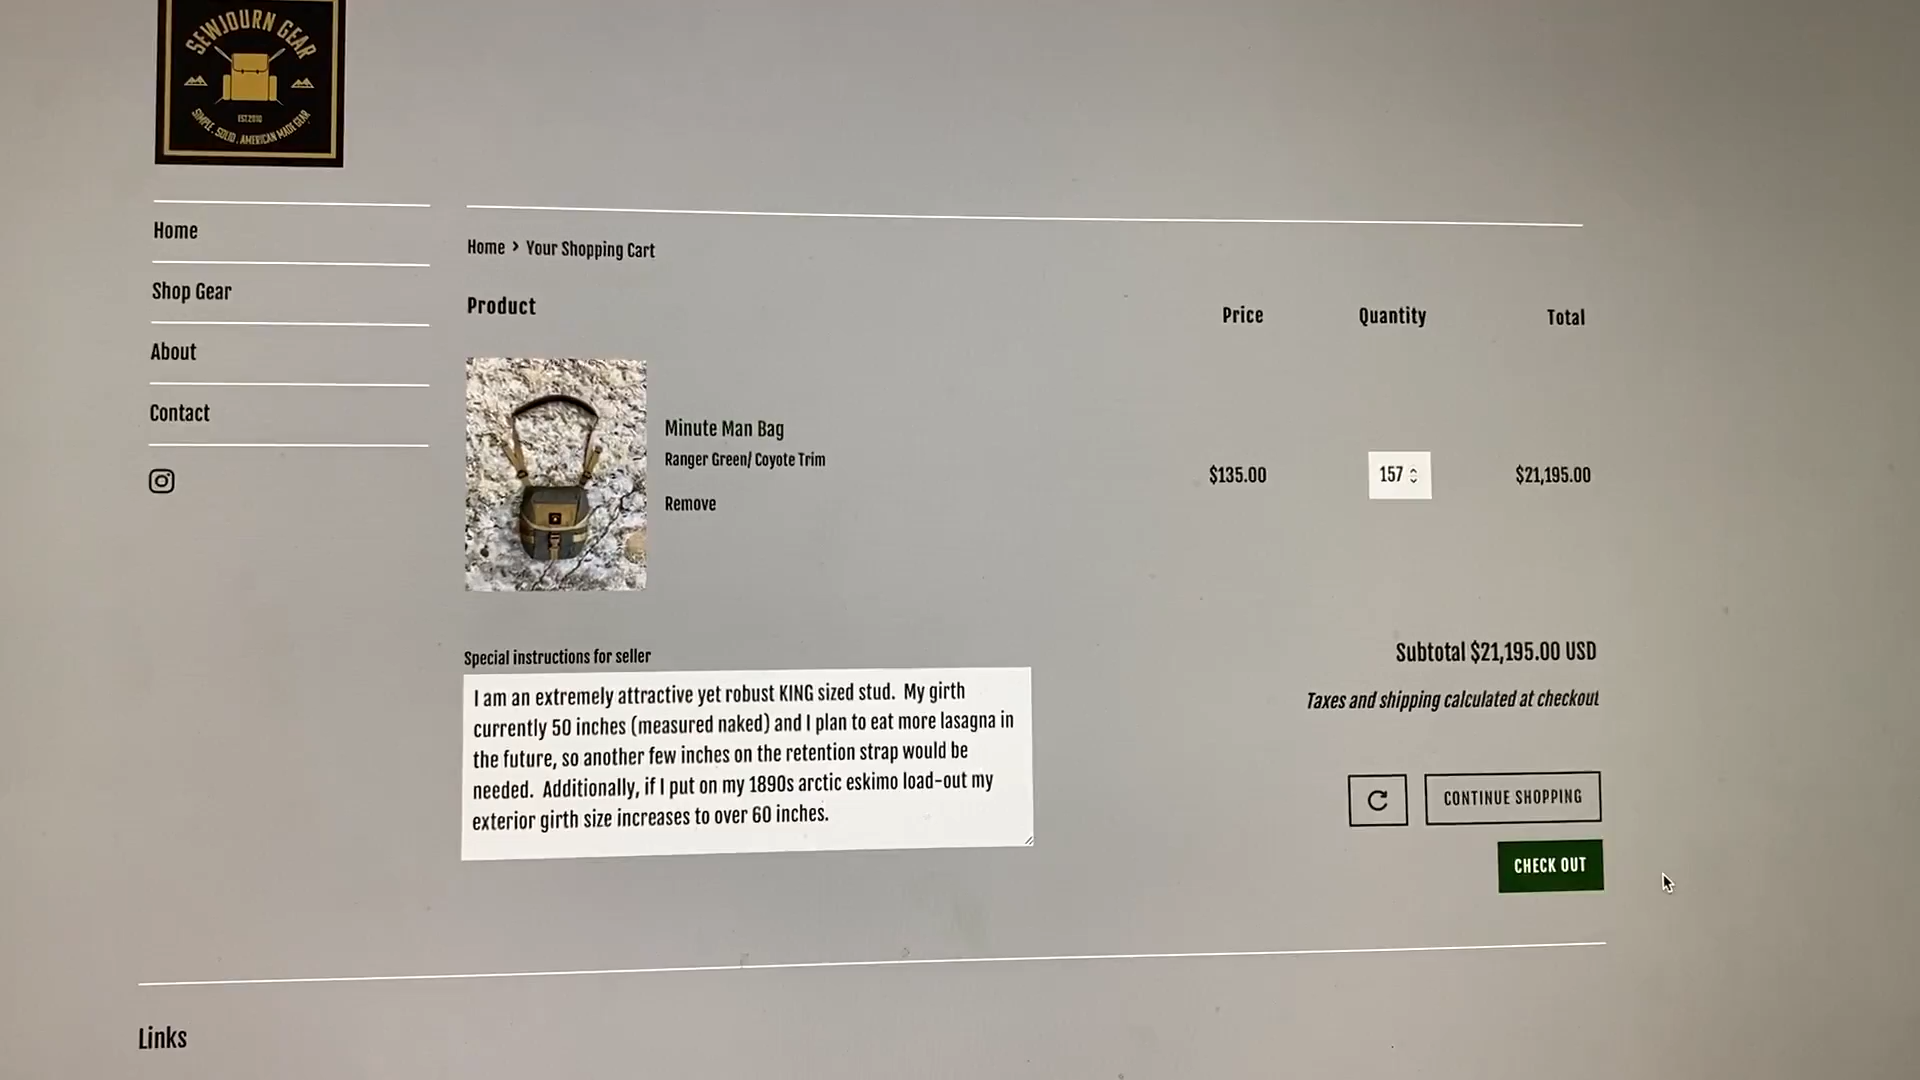 SEWJOURN GEAR
EST.2010
SIMPLE . SOLID . AMERICAN MADE GEAR.
Home
Shop Gear
About
Contact
Home > Your Shopping Cart
Product
Price
Quantity
Total
Minute Man Bag
Ranger Green/ Coyote Trim
Remove
$135.00
157
$21,195.00
Special instructions for seller
I am an extremely attractive yet robust KING sized stud.  My girth
currently 50 inches (measured naked) and I plan to eat more lasagna in
the future, so another few inches on the retention strap would be
needed.  Additionally, if I put on my 1890s arctic eskimo load-out my
exterior girth size increases to over 60 inches.
Subtotal $21,195.00 USD
Taxes and shipping calculated at checkout
CONTINUE SHOPPING
CHECK OUT
Links